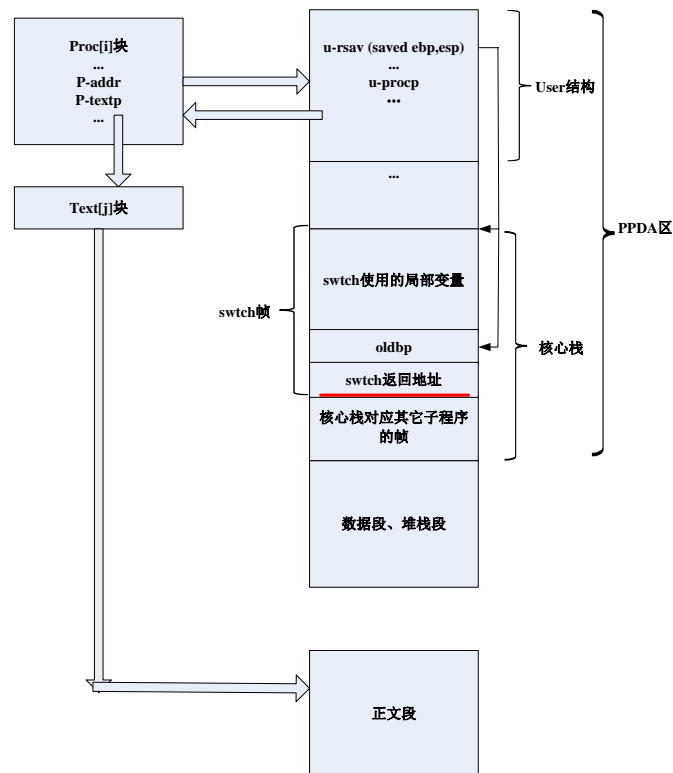 Proc[i]块
...
P-addr
P-textp
...
Text[j]块
u-rsav (saved ebp,esp)
...
u-procp
...
User结构
...
PPDA区
swtch使用的局部变量
swtch帧
oldbp
核心栈
swtch返回地址
核心栈对应其它子程序
的帧
数据段、堆栈段
正文段